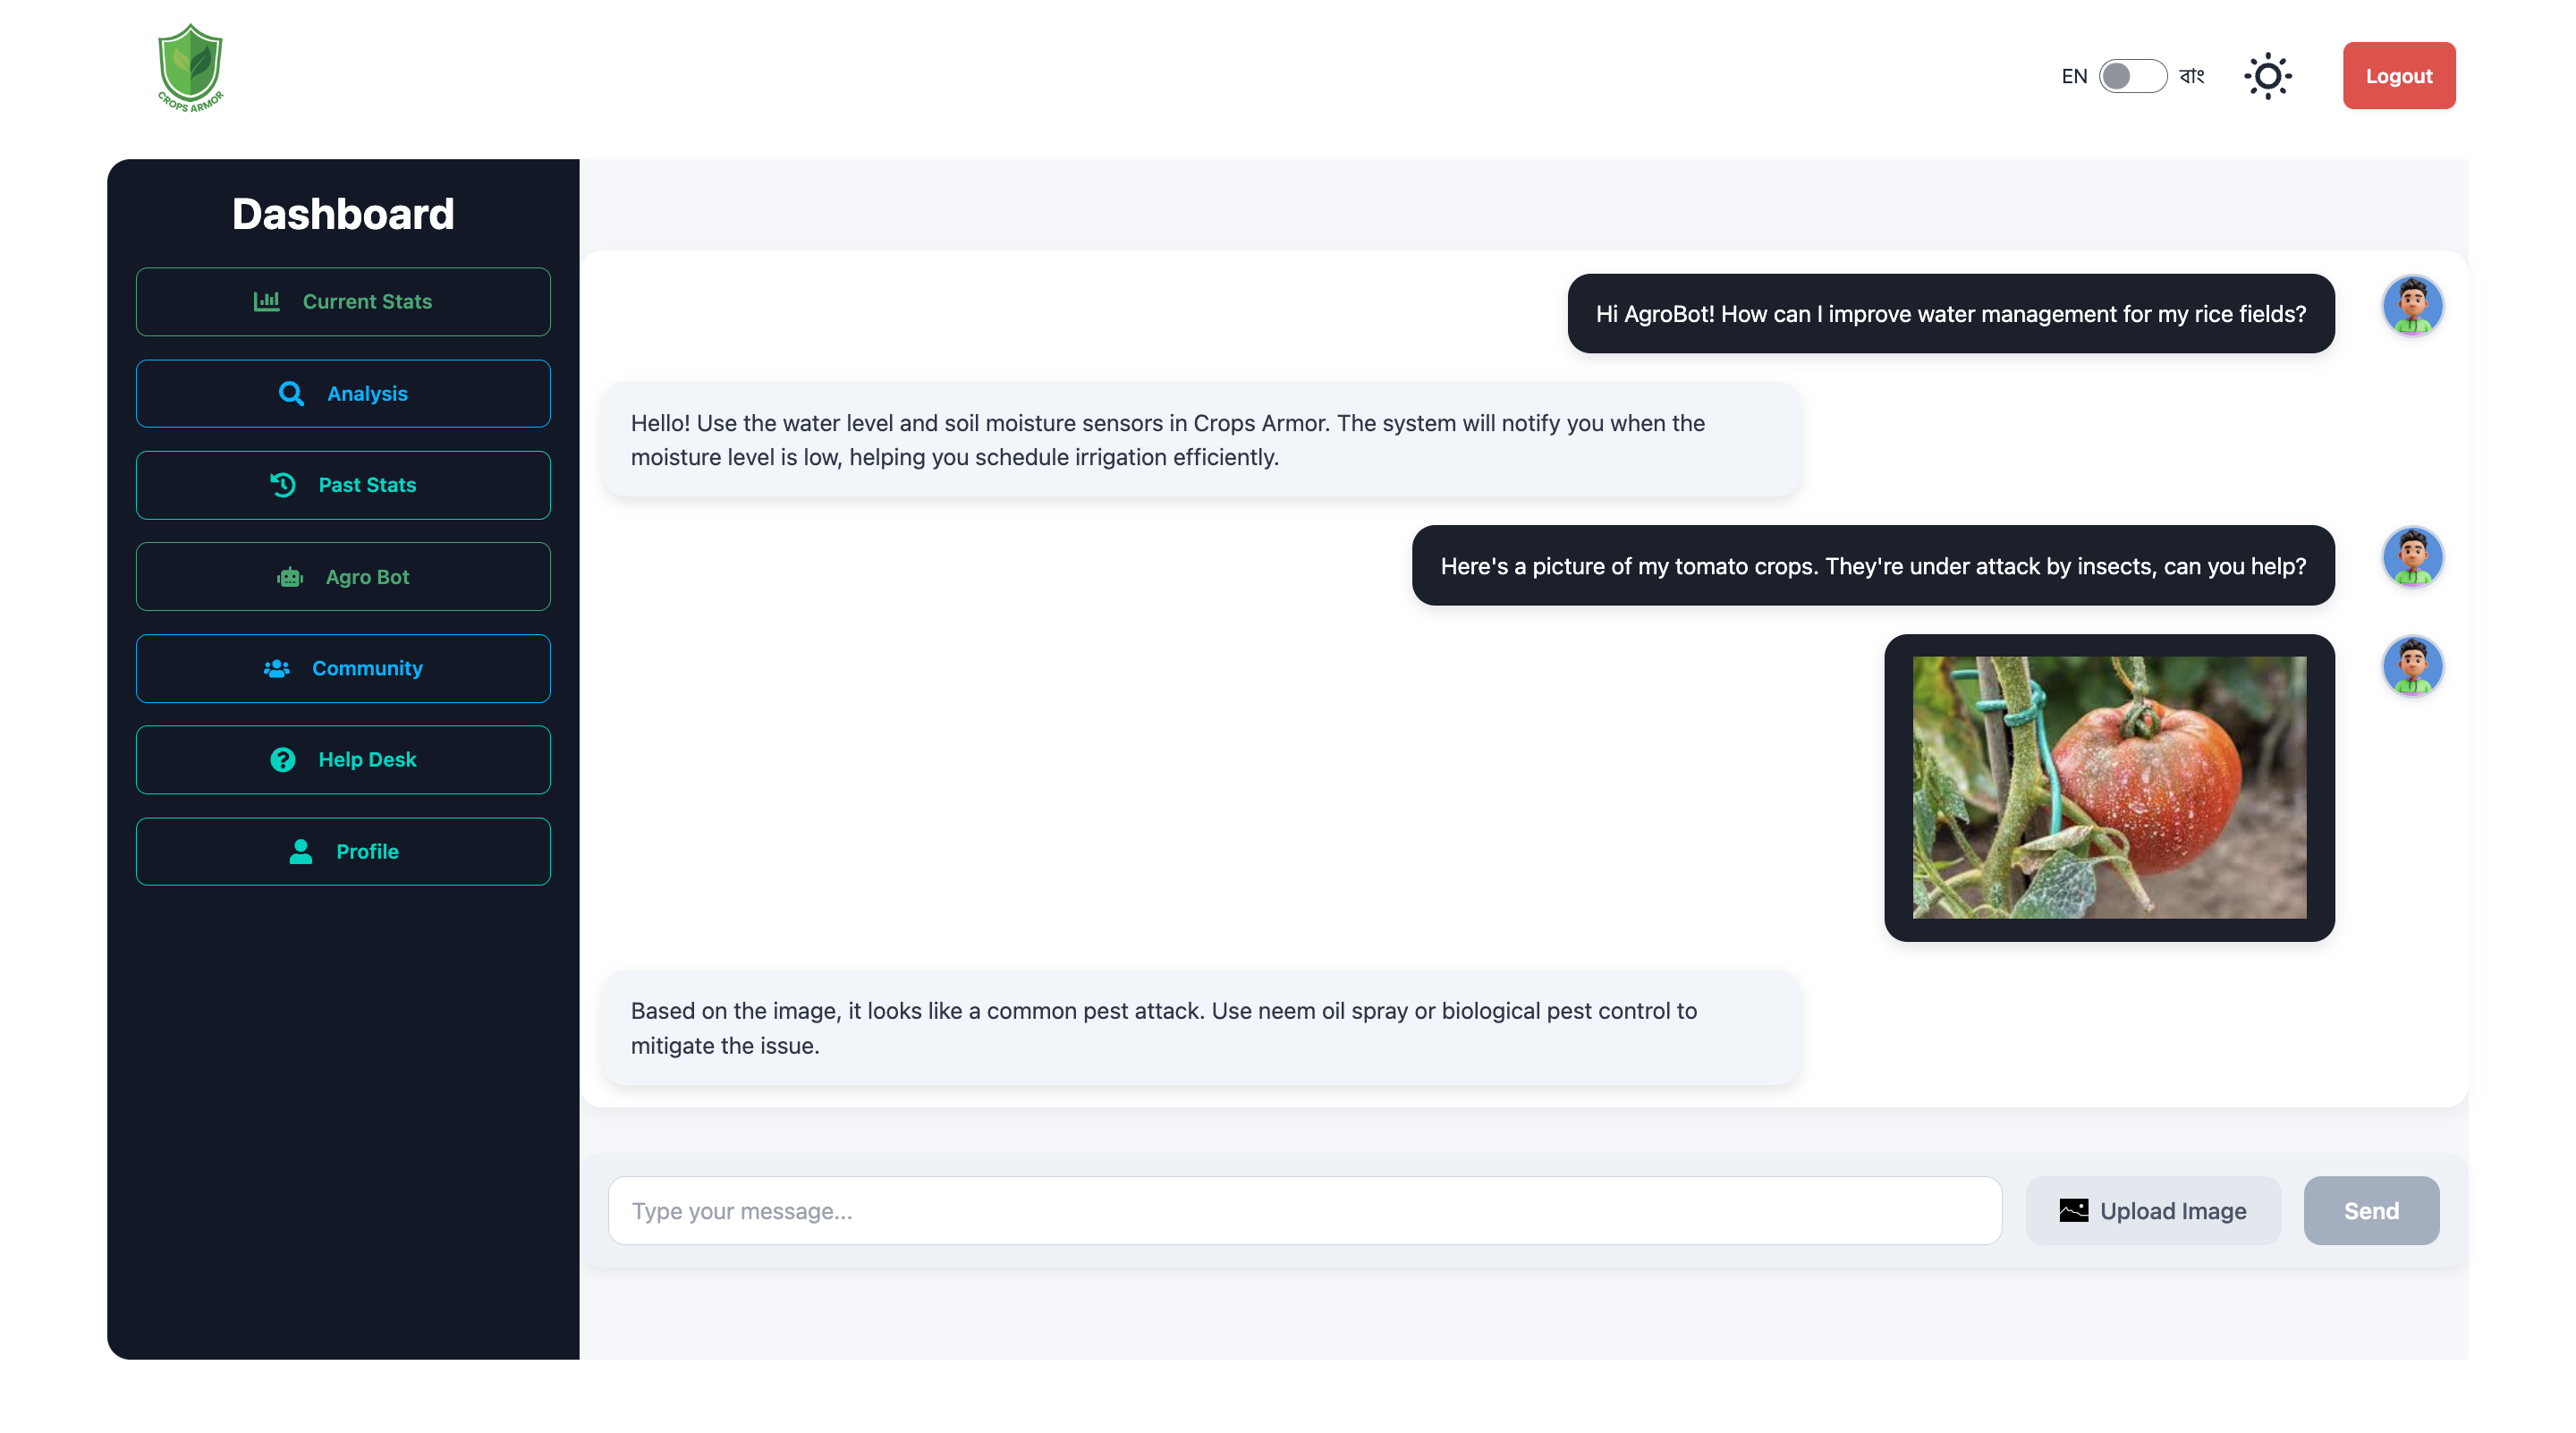 CROPS ARMOR
EN
বাং
Logout
Dashboard
Current Stats
Analysis
Past Stats
Agro Bot
Community
Help Desk
Profile
Hi AgroBot! How can I improve water management for my rice fields?
Hello! Use the water level and soil moisture sensors in Crops Armor. The system will notify you when the
moisture level is low, helping you schedule irrigation efficiently.
Here's a picture of my tomato crops. They're under attack by insects, can you help?
Based on the image, it looks like a common pest attack. Use neem oil spray or biological pest control to
mitigate the issue.
Type your message...
Upload Image
Send